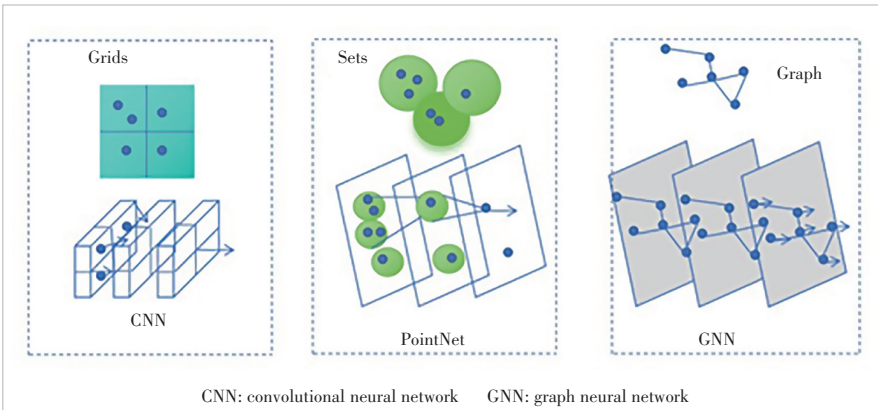 Grids
Sets
Graph
CNN
PointNet
GNN
CNN: convolutional neural network GNN: graph neural network